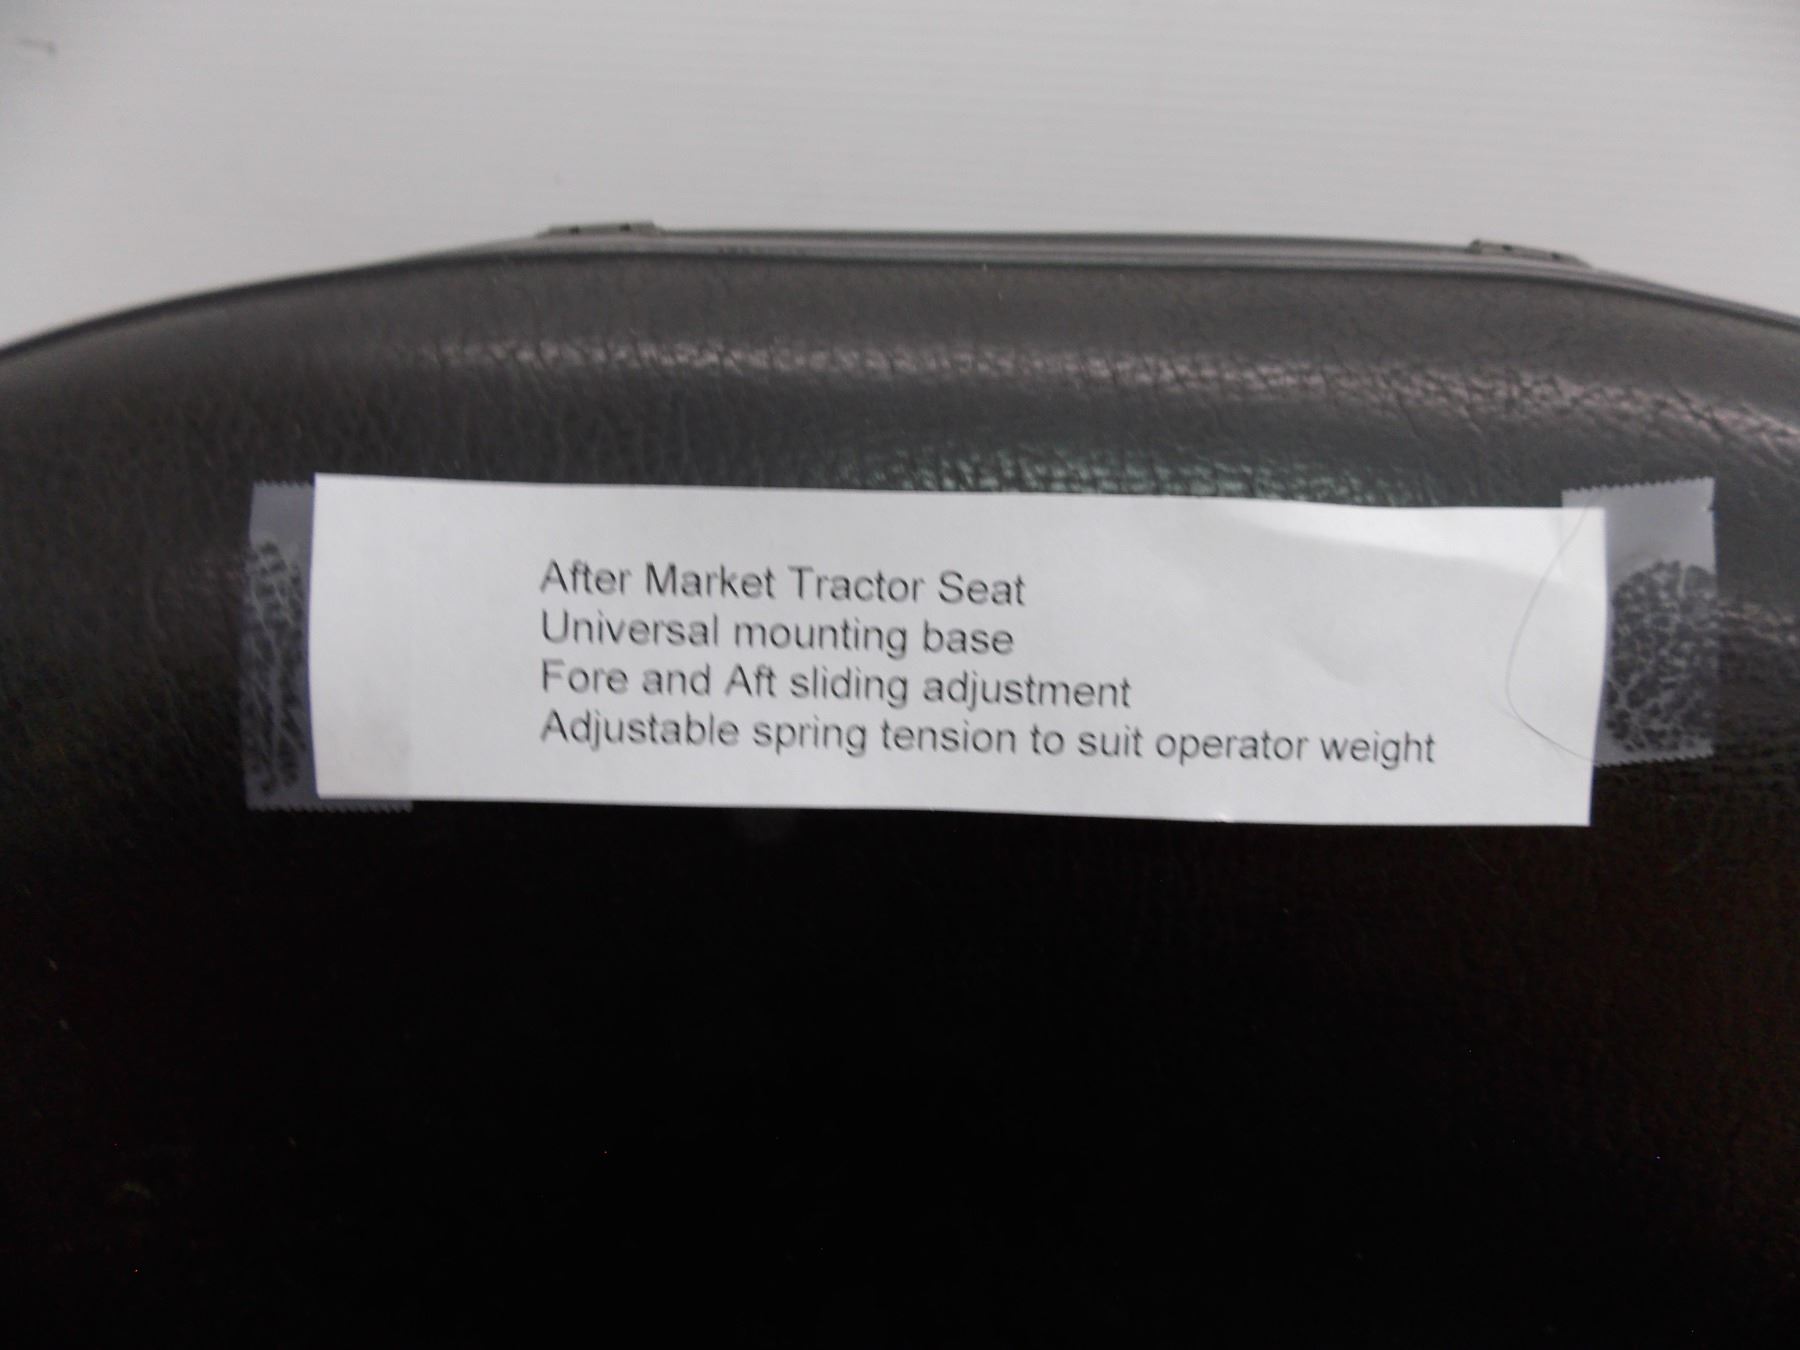 After Market Tractor Seat
Universal mounting base
Fore and Aft sliding adjustment
Adjustable spring tension to suit operator weight